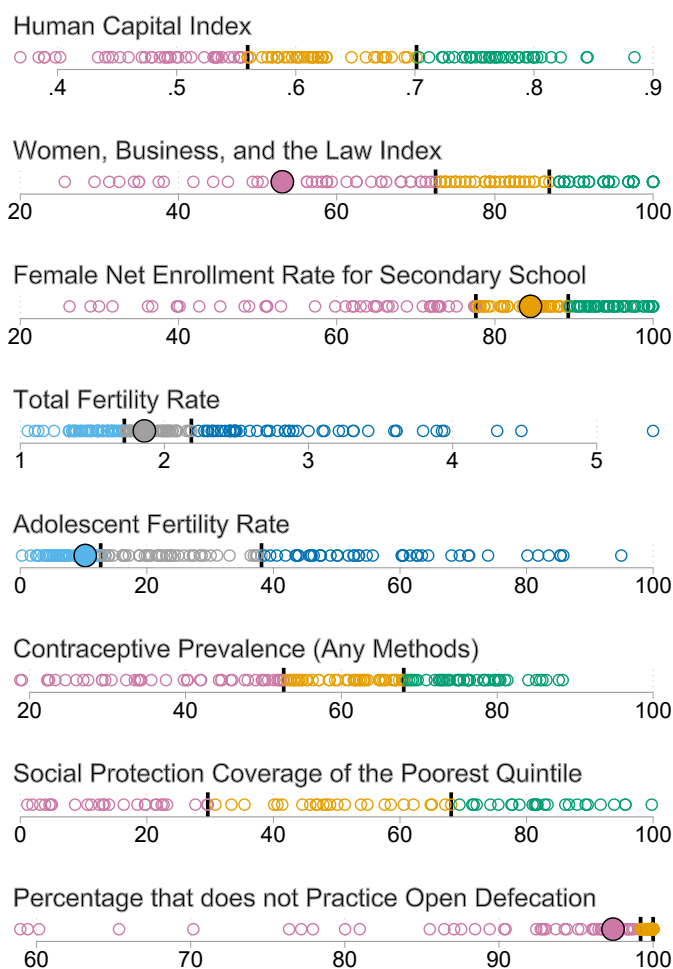 Human Capital Index
.4 .5 .6 .7 .8 .9
Women, Business, and the Law Index
20 40 60 80 100
Female Net Enrollment Rate for Secondary School
20 40 60 80 100
Total Fertility Rate
1 2 3 4 5
Adolescent Fertility Rate
0 20 40 60 80 100
Contraceptive Prevalence (Any Methods)
20 40 60 80 100
Social Protection Coverage of the Poorest Quintile
0 20 40 60 80 100
Percentage that does not Practice Open Defecation
60 70 80 90 100